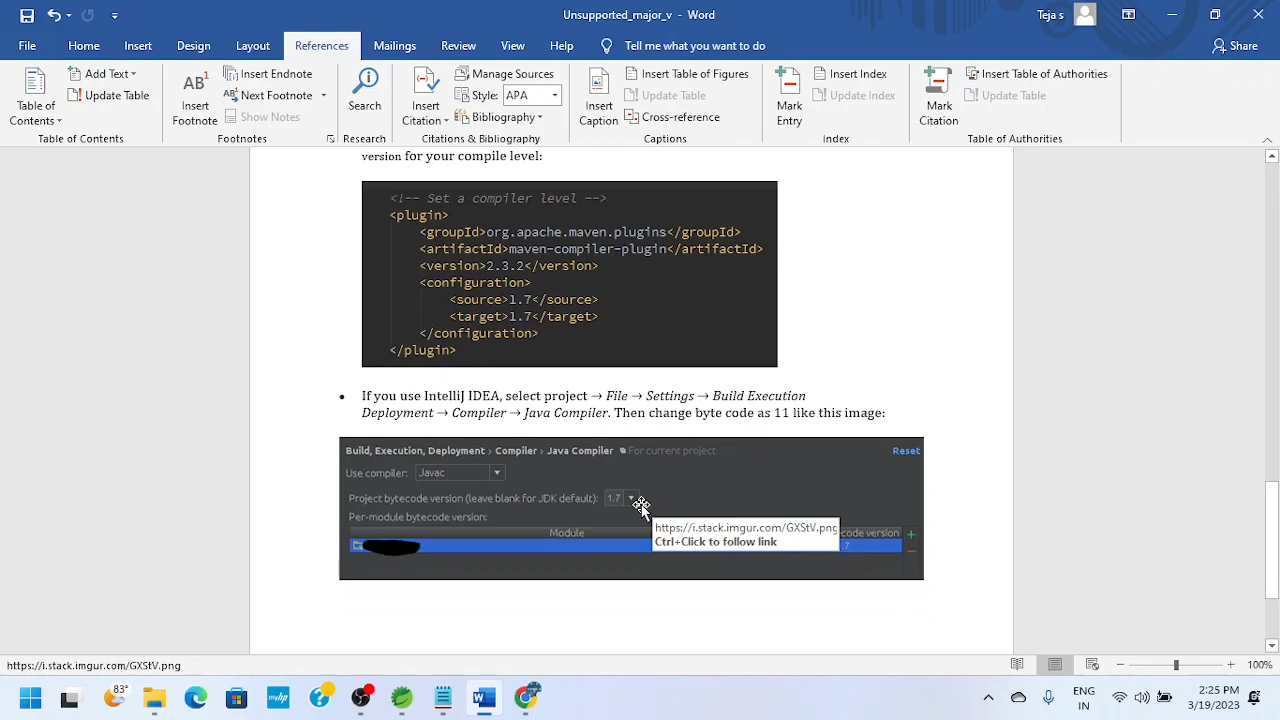 Unsupported_major_v - Word
Teja s
File Home Insert Design Layout References Mailings Review View Help Tell me what you want to do Share
Table of Contents
Add Text
Update Table
Table of Contents
AB1 Insert Footnote
Insert Endnote
AB Next Footnote
Show Notes
Footnotes
Search
Research
Insert Citation
Manage Sources
Style: APA
Bibliography
Citations & Bibliography
Insert Caption
Insert Table of Figures
Update Table
Cross-reference
Captions
Mark Entry
Insert Index
Update Index
Index
Mark Citation
Insert Table of Authorities
Update Table
Table of Authorities
version for your compile level:
<!-- Set a compiler level -->
<plugin>
<groupId>org.apache.maven.plugins</groupId>
<artifactId>maven-compiler-plugin</artifactId>
<version>2.3.2</version>
<configuration>
<source>1.7</source>
<target>1.7</target>
</configuration>
</plugin>
• If you use IntelliJ IDEA, select project → File → Settings → Build Execution
Deployment → Compiler → Java Compiler. Then change byte code as 11 like this image:
Build, Execution, Deployment › Compiler › Java Compiler For current project Reset
Use compiler: Javac
Project bytecode version (leave blank for JDK default): 1.7
Per-module bytecode version:
Module code version
.7
https://i.stack.imgur.com/GXStV.png
Ctrl+Click to follow link
https://i.stack.imgur.com/GXStV.png
100%
83°
myhp
ENG
IN
2:25 PM
3/19/2023